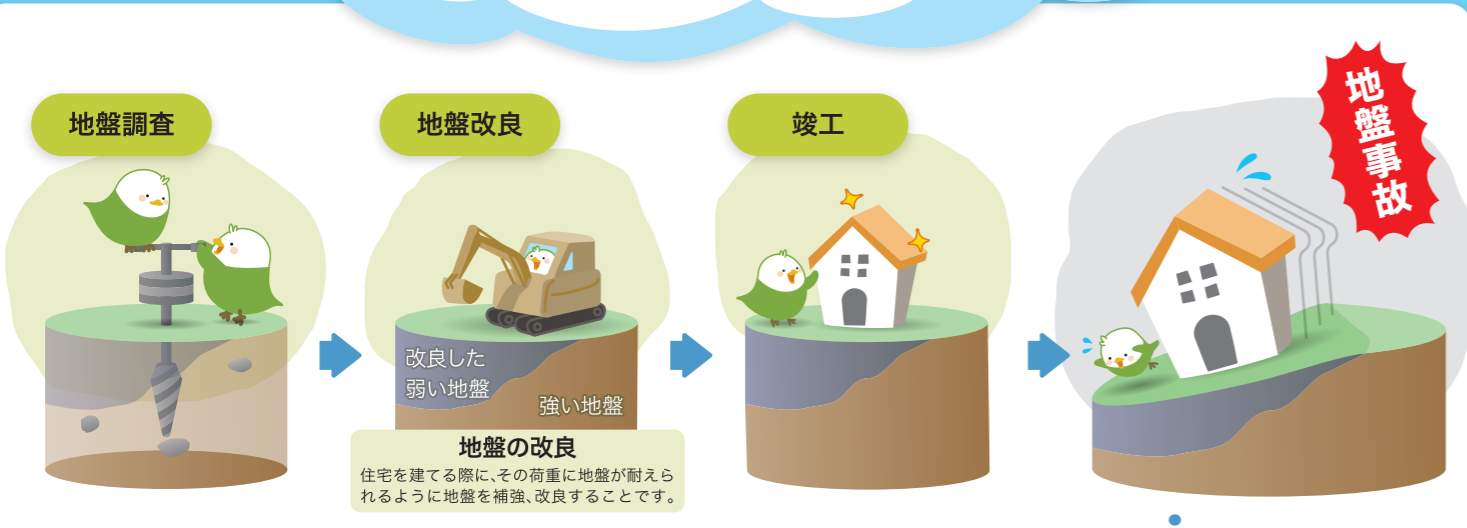 地盤調査
地盤改良
竣工
地盤事故
改良した
弱い地盤
強い地盤
地盤の改良
住宅を建てる際に、その荷重に地盤が耐えら
れるように地盤を補強、改良することです。